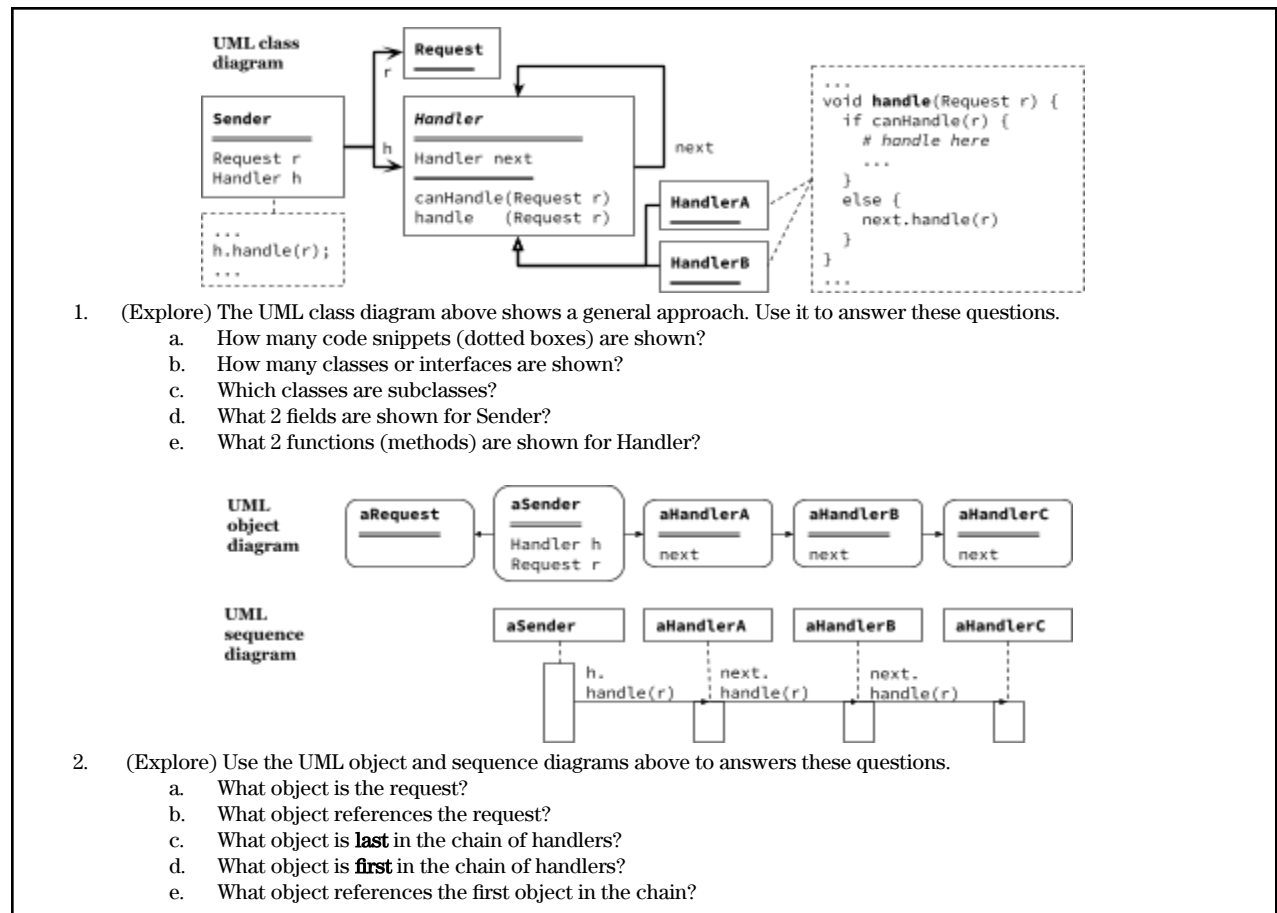 UML class
diagram
Request
r
Sender
Request r
Handler h
h
Handler
Handler next
canHandle(Request r)
handle (Request r)
next
HandlerA
HandlerB
...
h.handle(r);
...
...
void handle(Request r) {
if canHandle(r) {
# handle here
...
}
else {
next.handle(r)
}
}
...
1. (Explore) The UML class diagram above shows a general approach. Use it to answer these questions.
a. How many code snippets (dotted boxes) are shown?
b. How many classes or interfaces are shown?
c. Which classes are subclasses?
d. What 2 fields are shown for Sender?
e. What 2 functions (methods) are shown for Handler?
UML
object
diagram
aRequest
aSender
Handler h
Request r
aHandlerA
next
aHandlerB
next
aHandlerC
next
UML
sequence
diagram
aSender
aHandlerA
aHandlerB
aHandlerC
h.
handle(r)
next.
handle(r)
next.
handle(r)
2. (Explore) Use the UML object and sequence diagrams above to answers these questions.
a. What object is the request?
b. What object references the request?
c. What object is last in the chain of handlers?
d. What object is first in the chain of handlers?
e. What object references the first object in the chain?